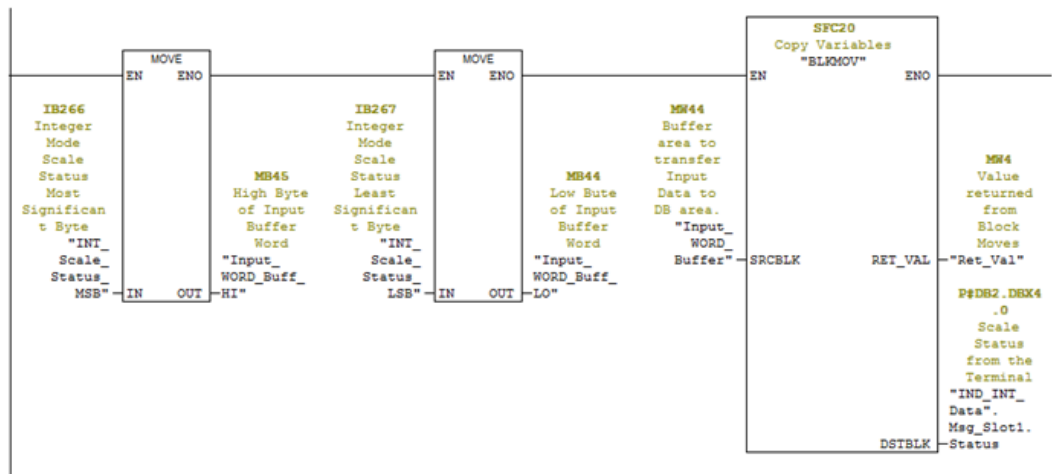 MOVE
EN ENO
IB266
Integer
Mode
Scale
Status
Most
Significan
t Byte
"INT_
Scale_
Status_
MSB"
IN OUT
MB45
High Byte
of Input
Buffer
Word
"Input_
WORD_Buff_
HI"
MOVE
EN ENO
IB267
Integer
Mode
Scale
Status
Least
Significan
t Byte
"INT_
Scale_
Status_
LSB"
IN OUT
MB44
Low Bute
of Input
Buffer
Word
"Input_
WORD_Buff_
LO"
SFC20
Copy Variables
"BLKMOV"
EN ENO
MW44
Buffer
area to
transfer
Input
Data to
DB area.
"Input_
WORD_
Buffer"
SRCBLK RET_VAL
MW4
Value
returned
from
Block
Moves
"Ret_Val"
P#DB2.DBX4
.0
Scale
Status
from the
Terminal
"IND_INT_
Data".
Msg_Slot1.
Status
DSTBLK